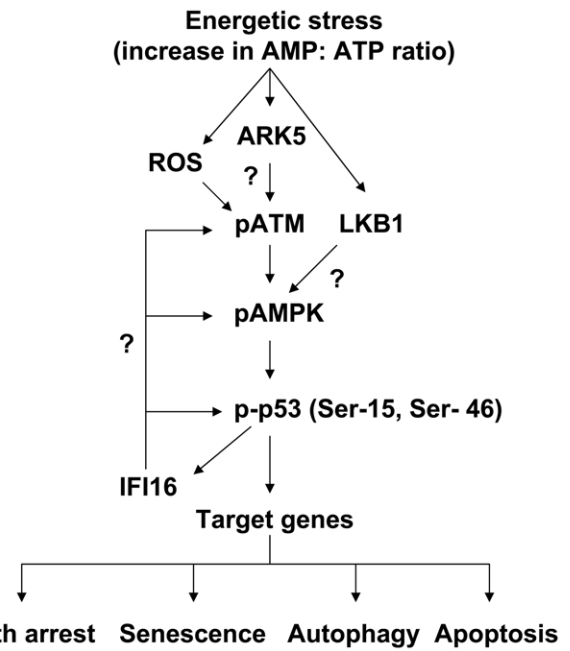 Energetic stress
(increase in AMP: ATP ratio)
ARK5
ROS
?
pATM LKB1
?
pAMPK
?
p-p53 (Ser-15, Ser- 46)
IFI16
Target genes
arrest Senescence Autophagy Apoptosis